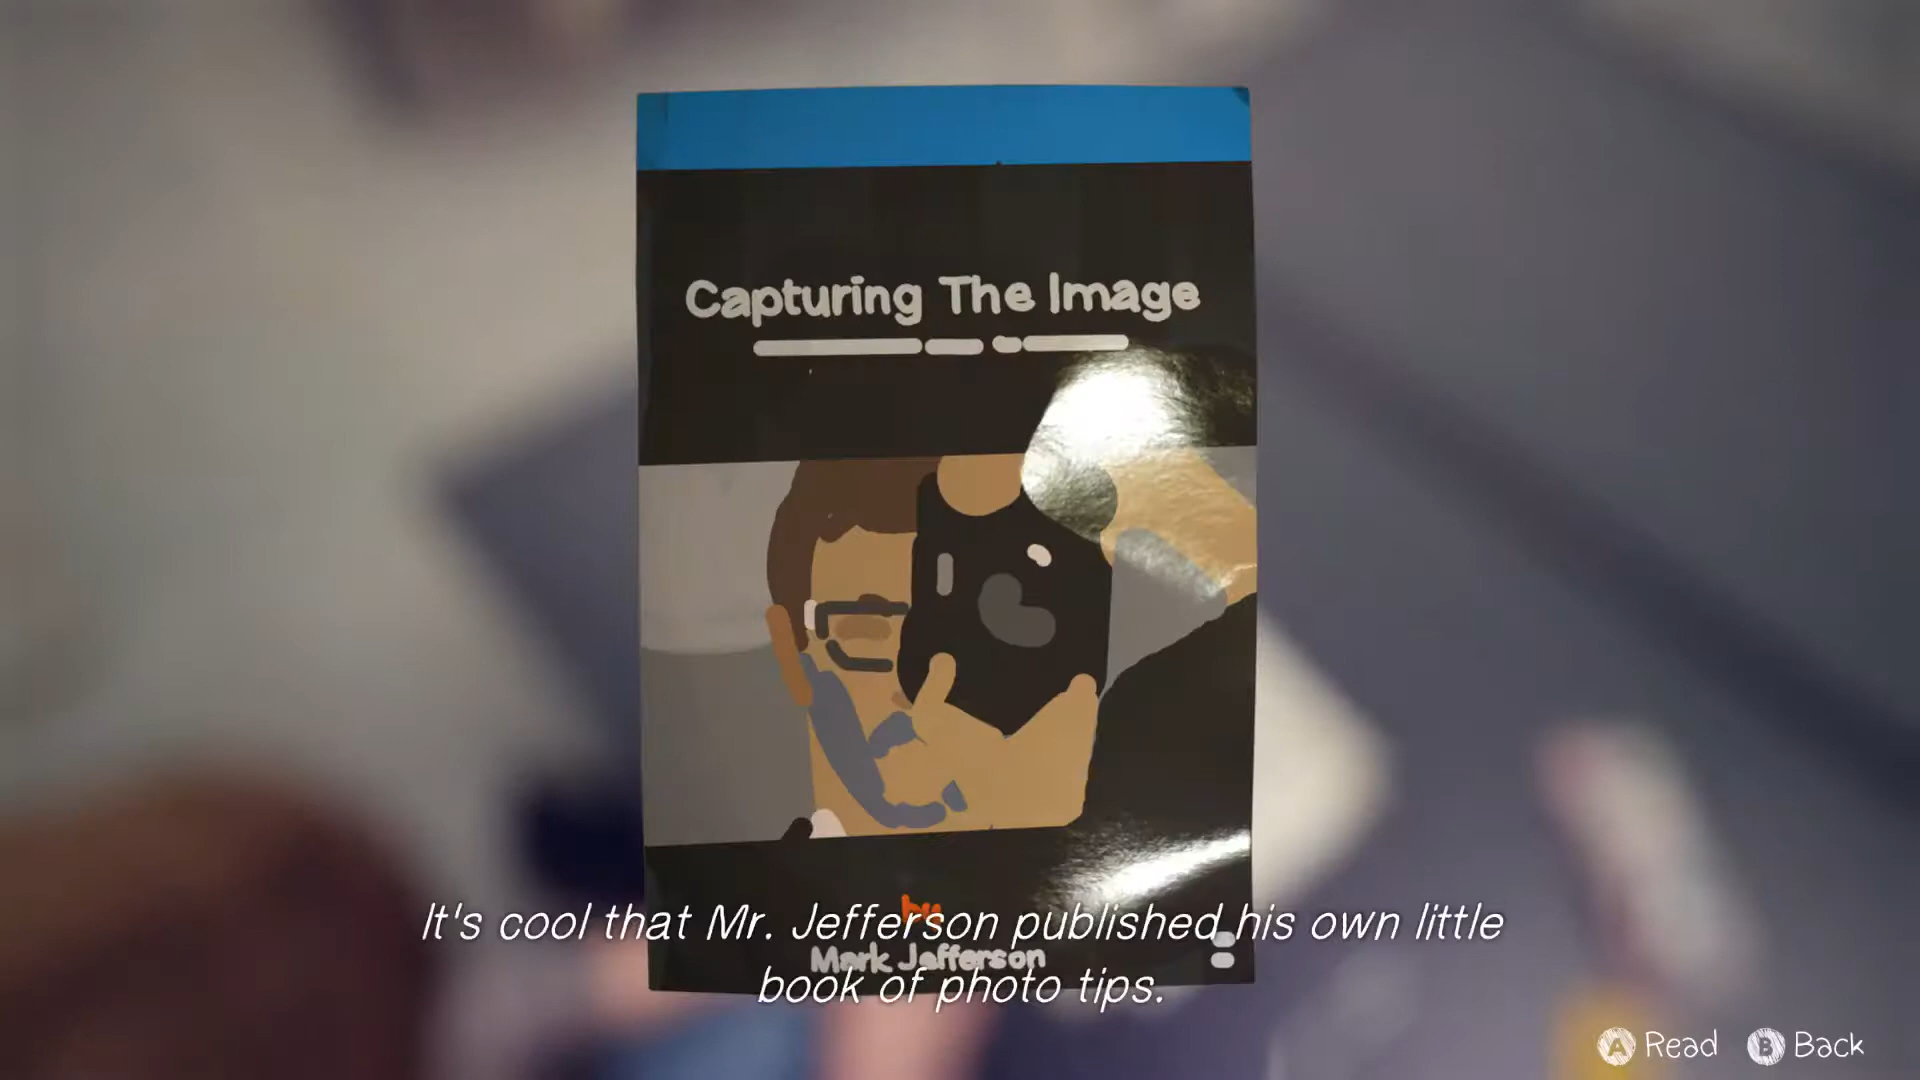 Capturing The Image
by
Mark Jefferson
It's cool that Mr. Jefferson published his own little
book of photo tips.
A Read B Back